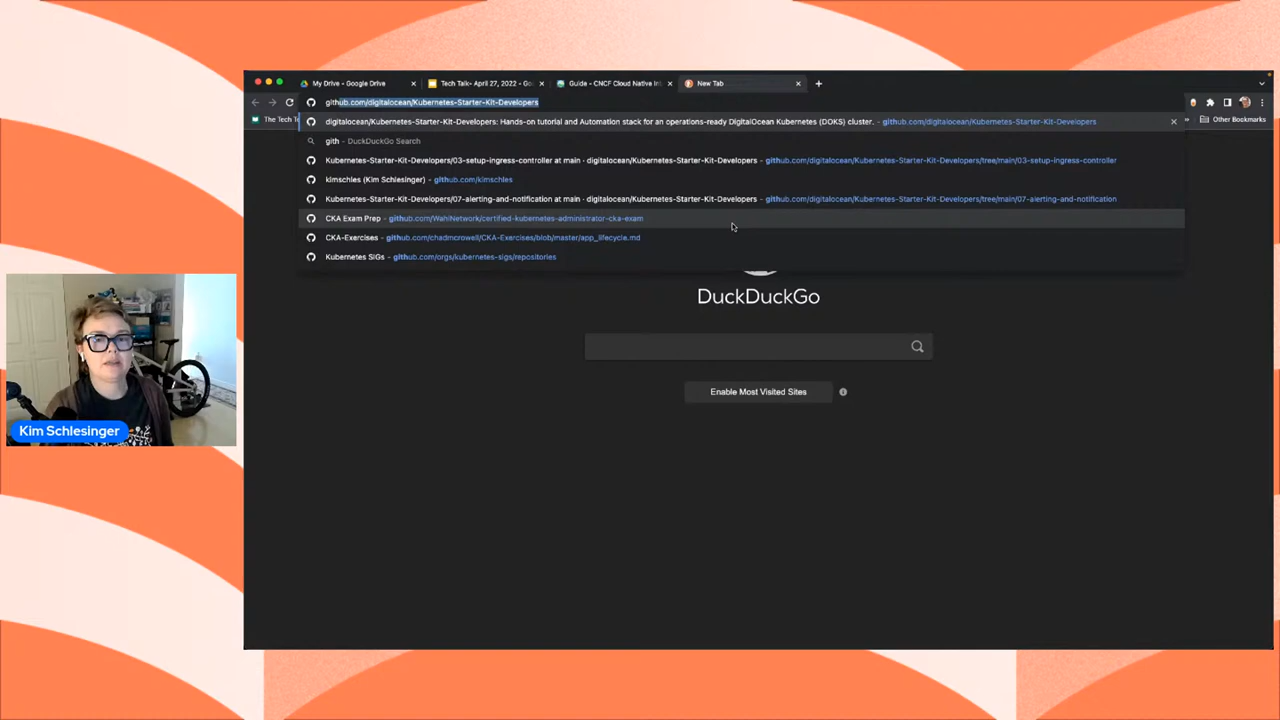 My Drive - Google Drive
Tech Talk- April 27, 2022 - Go
Guide - CNCF Cloud Native Int
New Tab
github.com/digitalocean/Kubernetes-Starter-Kit-Developers
The Tech T
Other Bookmarks
digitalocean/Kubernetes-Starter-Kit-Developers: Hands-on tutorial and Automation stack for an operations-ready DigitalOcean Kubernetes (DOKS) cluster. - github.com/digitalocean/Kubernetes-Starter-Kit-Developers
gith - DuckDuckGo Search
Kubernetes-Starter-Kit-Developers/03-setup-ingress-controller at main · digitalocean/Kubernetes-Starter-Kit-Developers - github.com/digitalocean/Kubernetes-Starter-Kit-Developers/tree/main/03-setup-ingress-controller
kimschles (Kim Schlesinger) - github.com/kimschles
Kubernetes-Starter-Kit-Developers/07-alerting-and-notification at main · digitalocean/Kubernetes-Starter-Kit-Developers - github.com/digitalocean/Kubernetes-Starter-Kit-Developers/tree/main/07-alerting-and-notification
CKA Exam Prep - github.com/WahlNetwork/certified-kubernetes-administrator-cka-exam
CKA-Exercises - github.com/chadmcrowell/CKA-Exercises/blob/master/app_lifecycle.md
Kubernetes SIGs - github.com/orgs/kubernetes-sigs/repositories
DuckDuckGo
Enable Most Visited Sites
Kim Schlesinger